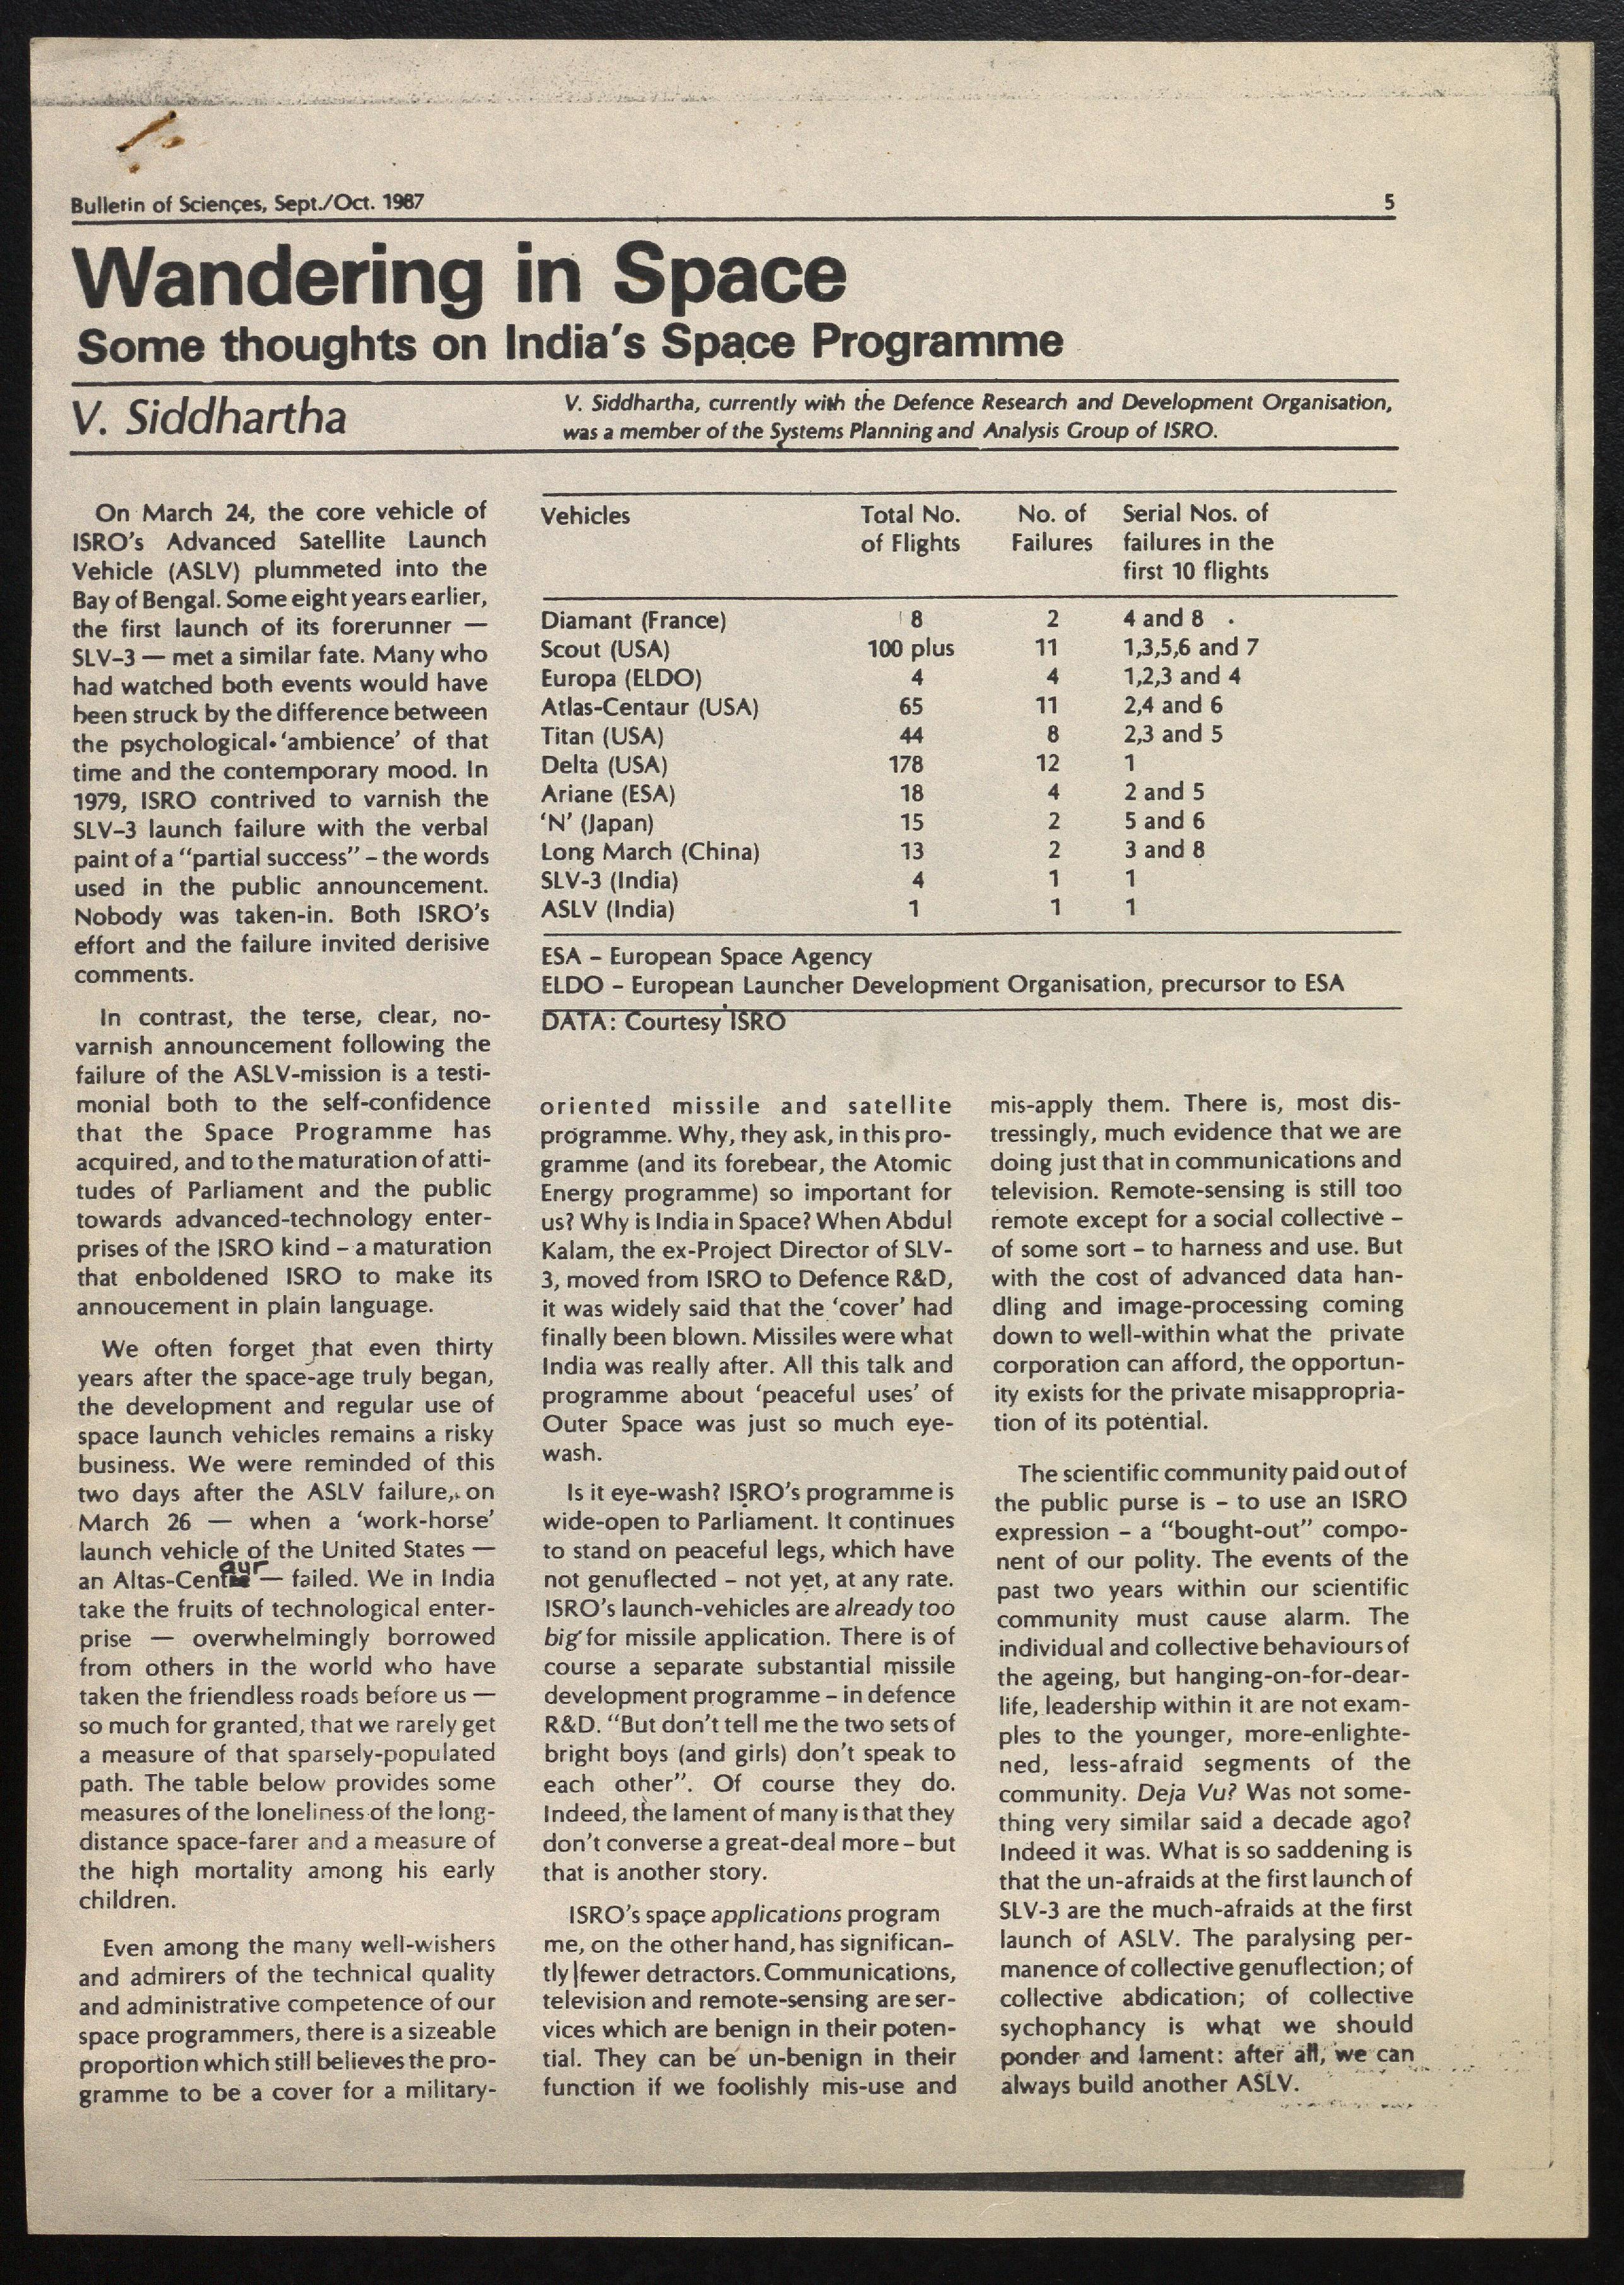 Bulletin of Sciences, Sept./Oct. 1987 5
Wandering in Space
Some thoughts on India's Space Programme
V. Siddhartha
V. Siddhartha, currently with the Defence Research and Development Organisation,
was a member of the Systems Planning and Analysis Group of ISRO.
On March 24, the core vehicle of
ISRO's Advanced Satellite Launch
Vehicle (ASLV) plummeted into the
Bay of Bengal. Some eight years earlier,
the first launch of its forerunner —
SLV–3 — met a similar fate. Many who
had watched both events would have
been struck by the difference between
the psychological 'ambience' of that
time and the contemporary mood. In
1979, ISRO contrived to varnish the
SLV–3 launch failure with the verbal
paint of a "partial success" – the words
used in the public announcement.
Nobody was taken-in. Both ISRO's
effort and the failure invited derisive
comments.
In contrast, the terse, clear, no-
varnish announcement following the
failure of the ASLV-mission is a testi-
monial both to the self-confidence
that the Space Programme has
acquired, and to the maturation of atti-
tudes of Parliament and the public
towards advanced-technology enter-
prises of the ISRO kind – a maturation
that enboldened ISRO to make its
annoucement in plain language.
We often forget that even thirty
years after the space-age truly began,
the development and regular use of
space launch vehicles remains a risky
business. We were reminded of this
two days after the ASLV failure, on
March 26 — when a 'work-horse'
launch vehicle of the United States —
an Altas-Centaur — failed. We in India
take the fruits of technological enter-
prise — overwhelmingly borrowed
from others in the world who have
taken the friendless roads before us —
so much for granted, that we rarely get
a measure of that sparsely-populated
path. The table below provides some
measures of the loneliness of the long-
distance space-farer and a measure of
the high mortality among his early
children.
Even among the many well-wishers
and admirers of the technical quality
and administrative competence of our
space programmers, there is a sizeable
proportion which still believes the pro-
gramme to be a cover for a military-
Vehicles Total No. No. of Serial Nos. of
of Flights Failures failures in the
first 10 flights
Diamant (France) 8 2 4 and 8
Scout (USA) 100 plus 11 1,3,5,6 and 7
Europa (ELDO) 4 4 1,2,3 and 4
Atlas-Centaur (USA) 65 11 2,4 and 6
Titan (USA) 44 8 2,3 and 5
Delta (USA) 178 12 1
Ariane (ESA) 18 4 2 and 5
'N' (Japan) 15 2 5 and 6
Long March (China) 13 2 3 and 8
SLV-3 (India) 4 1 1
ASLV (India) 1 1 1
ESA – European Space Agency
ELDO – European Launcher Development Organisation, precursor to ESA
DATA: Courtesy ISRO
oriented missile and satellite
programme. Why, they ask, in this pro-
gramme (and its forebear, the Atomic
Energy programme) so important for
us? Why is India in Space? When Abdul
Kalam, the ex-Project Director of SLV-
3, moved from ISRO to Defence R&D,
it was widely said that the 'cover' had
finally been blown. Missiles were what
India was really after. All this talk and
programme about 'peaceful uses' of
Outer Space was just so much eye-
wash.
Is it eye-wash? ISRO's programme is
wide-open to Parliament. It continues
to stand on peaceful legs, which have
not genuflected – not yet, at any rate.
ISRO's launch-vehicles are already too
big for missile application. There is of
course a separate substantial missile
development programme – in defence
R&D. "But don't tell me the two sets of
bright boys (and girls) don't speak to
each other". Of course they do.
Indeed, the lament of many is that they
don't converse a great-deal more – but
that is another story.
ISRO's space applications program
me, on the other hand, has significan-
tly fewer detractors. Communications,
television and remote-sensing are ser-
vices which are benign in their poten-
tial. They can be un-benign in their
function if we foolishly mis-use and
mis-apply them. There is, most dis-
tressingly, much evidence that we are
doing just that in communications and
television. Remote-sensing is still too
remote except for a social collective –
of some sort – to harness and use. But
with the cost of advanced data han-
dling and image-processing coming
down to well-within what the private
corporation can afford, the opportun-
ity exists for the private misappropria-
tion of its potential.
The scientific community paid out of
the public purse is – to use an ISRO
expression – a "bought-out" compo-
nent of our polity. The events of the
past two years within our scientific
community must cause alarm. The
individual and collective behaviours of
the ageing, but hanging-on-for-dear-
life, leadership within it are not exam-
ples to the younger, more-enlighte-
ned, less-afraid segments of the
community. Deja Vu? Was not some-
thing very similar said a decade ago?
Indeed it was. What is so saddening is
that the un-afraids at the first launch of
SLV-3 are the much-afraids at the first
launch of ASLV. The paralysing per-
manence of collective genuflection; of
collective abdication; of collective
sychophancy is what we should
ponder and lament: after all, we can
always build another ASLV.